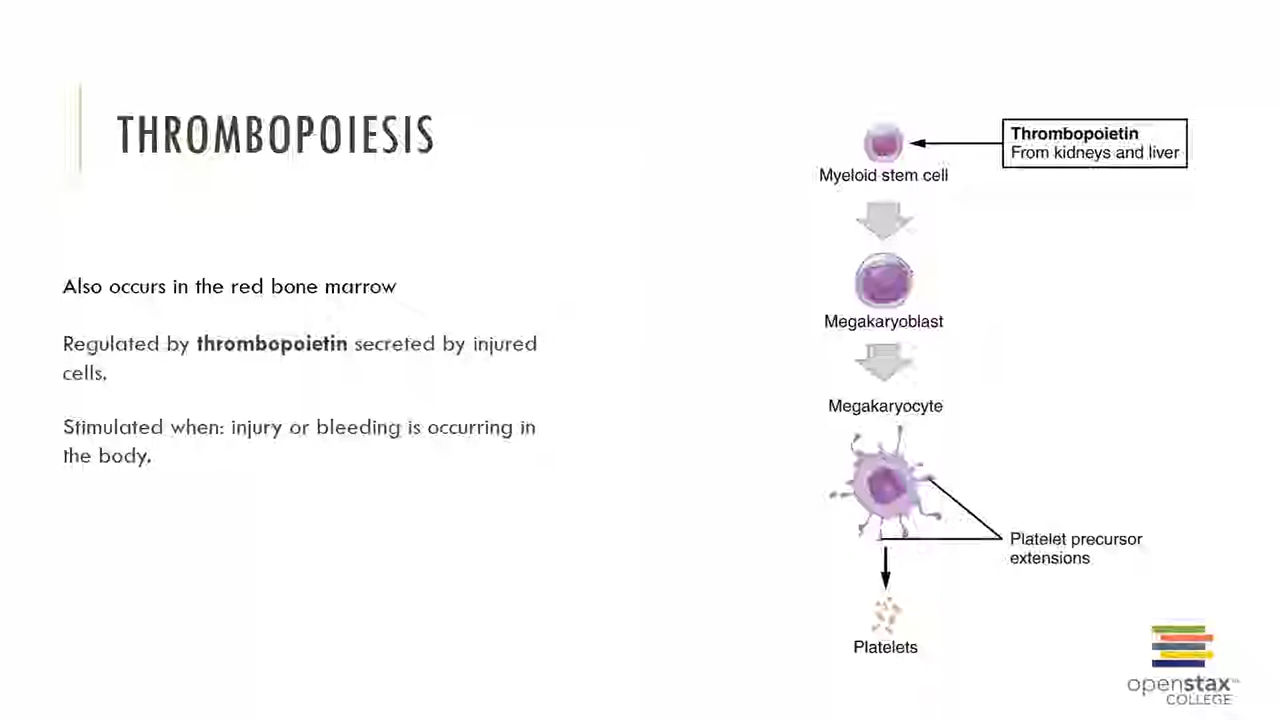 THROMBOPOIESIS
Also occurs in the red bone marrow
Regulated by thrombopoietin secreted by injured
cells.
Stimulated when: injury or bleeding is occurring in
the body.
Thrombopoietin
From kidneys and liver
Myeloid stem cell
Megakaryoblast
Megakaryocyte
Platelet precursor
extensions
Platelets
openstax™
COLLEGE